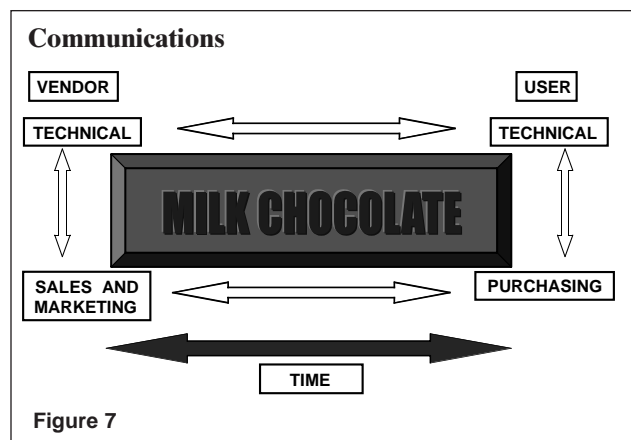 Communications
VENDOR
USER
TECHNICAL
TECHNICAL
MILK CHOCOLATE
SALES AND
MARKETING
PURCHASING
TIME
Figure 7